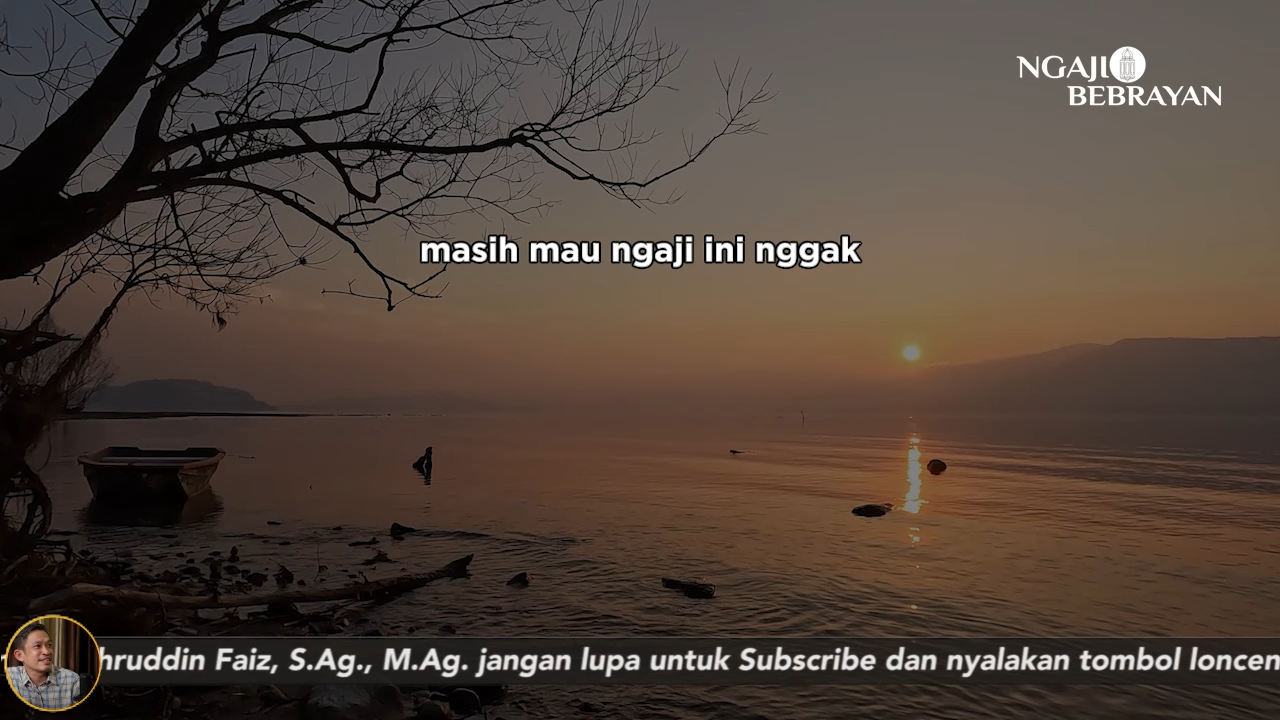 NGAJI
BEBRAYAN
masih mau ngaji ini nggak
hruddin Faiz, S.Ag., M.Ag. jangan lupa untuk Subscribe dan nyalakan tombol loncen